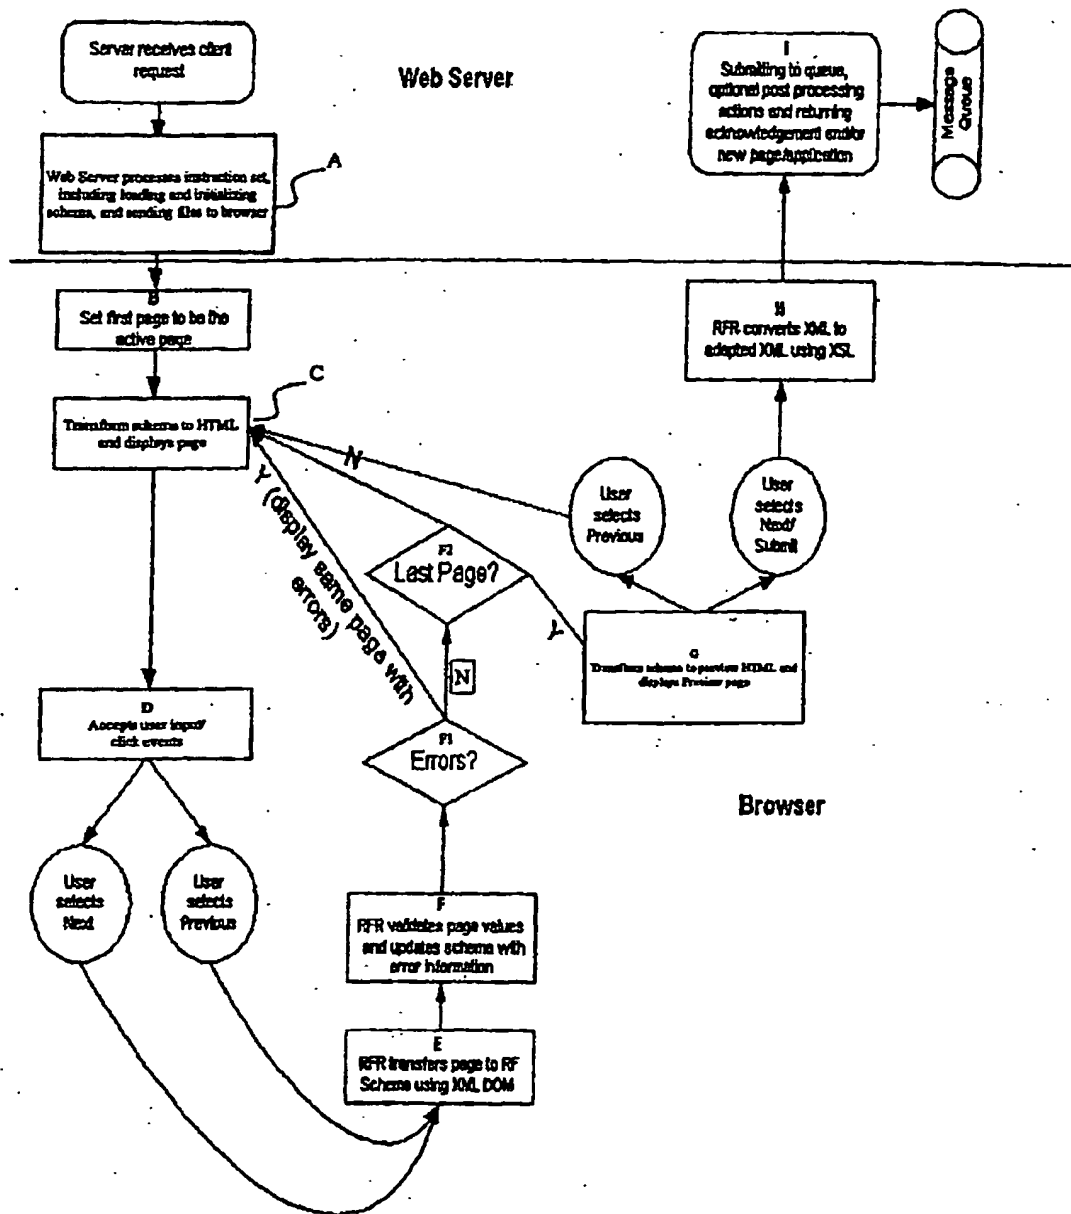 Server receives client
request
Web Server
A
Web Server processes instruction set,
including loading and initializing
schema, and sending files to browser
I
Submitting to queue,
optional post processing
actions and returning
acknowledgement and/or
new page/application
Message
Queue
B
Set first page to be the
active page
C
Transform schema to HTML
and displays page
H
RFR converts XML to
adapted XML using XSL
N
User
selects
Previous
User
selects
Next/
Submit
Y (display same page with
errors)
F2
Last Page?
Y
G
Transform schema to preview HTML and
displays Preview page
N
F1
Errors?
D
Accepts user input/
click events
Browser
User
selects
Next
User
selects
Previous
F
RFR validates page values
and updates schema with
error information
E
RFR transfers page to RF
Schema using XML DOM